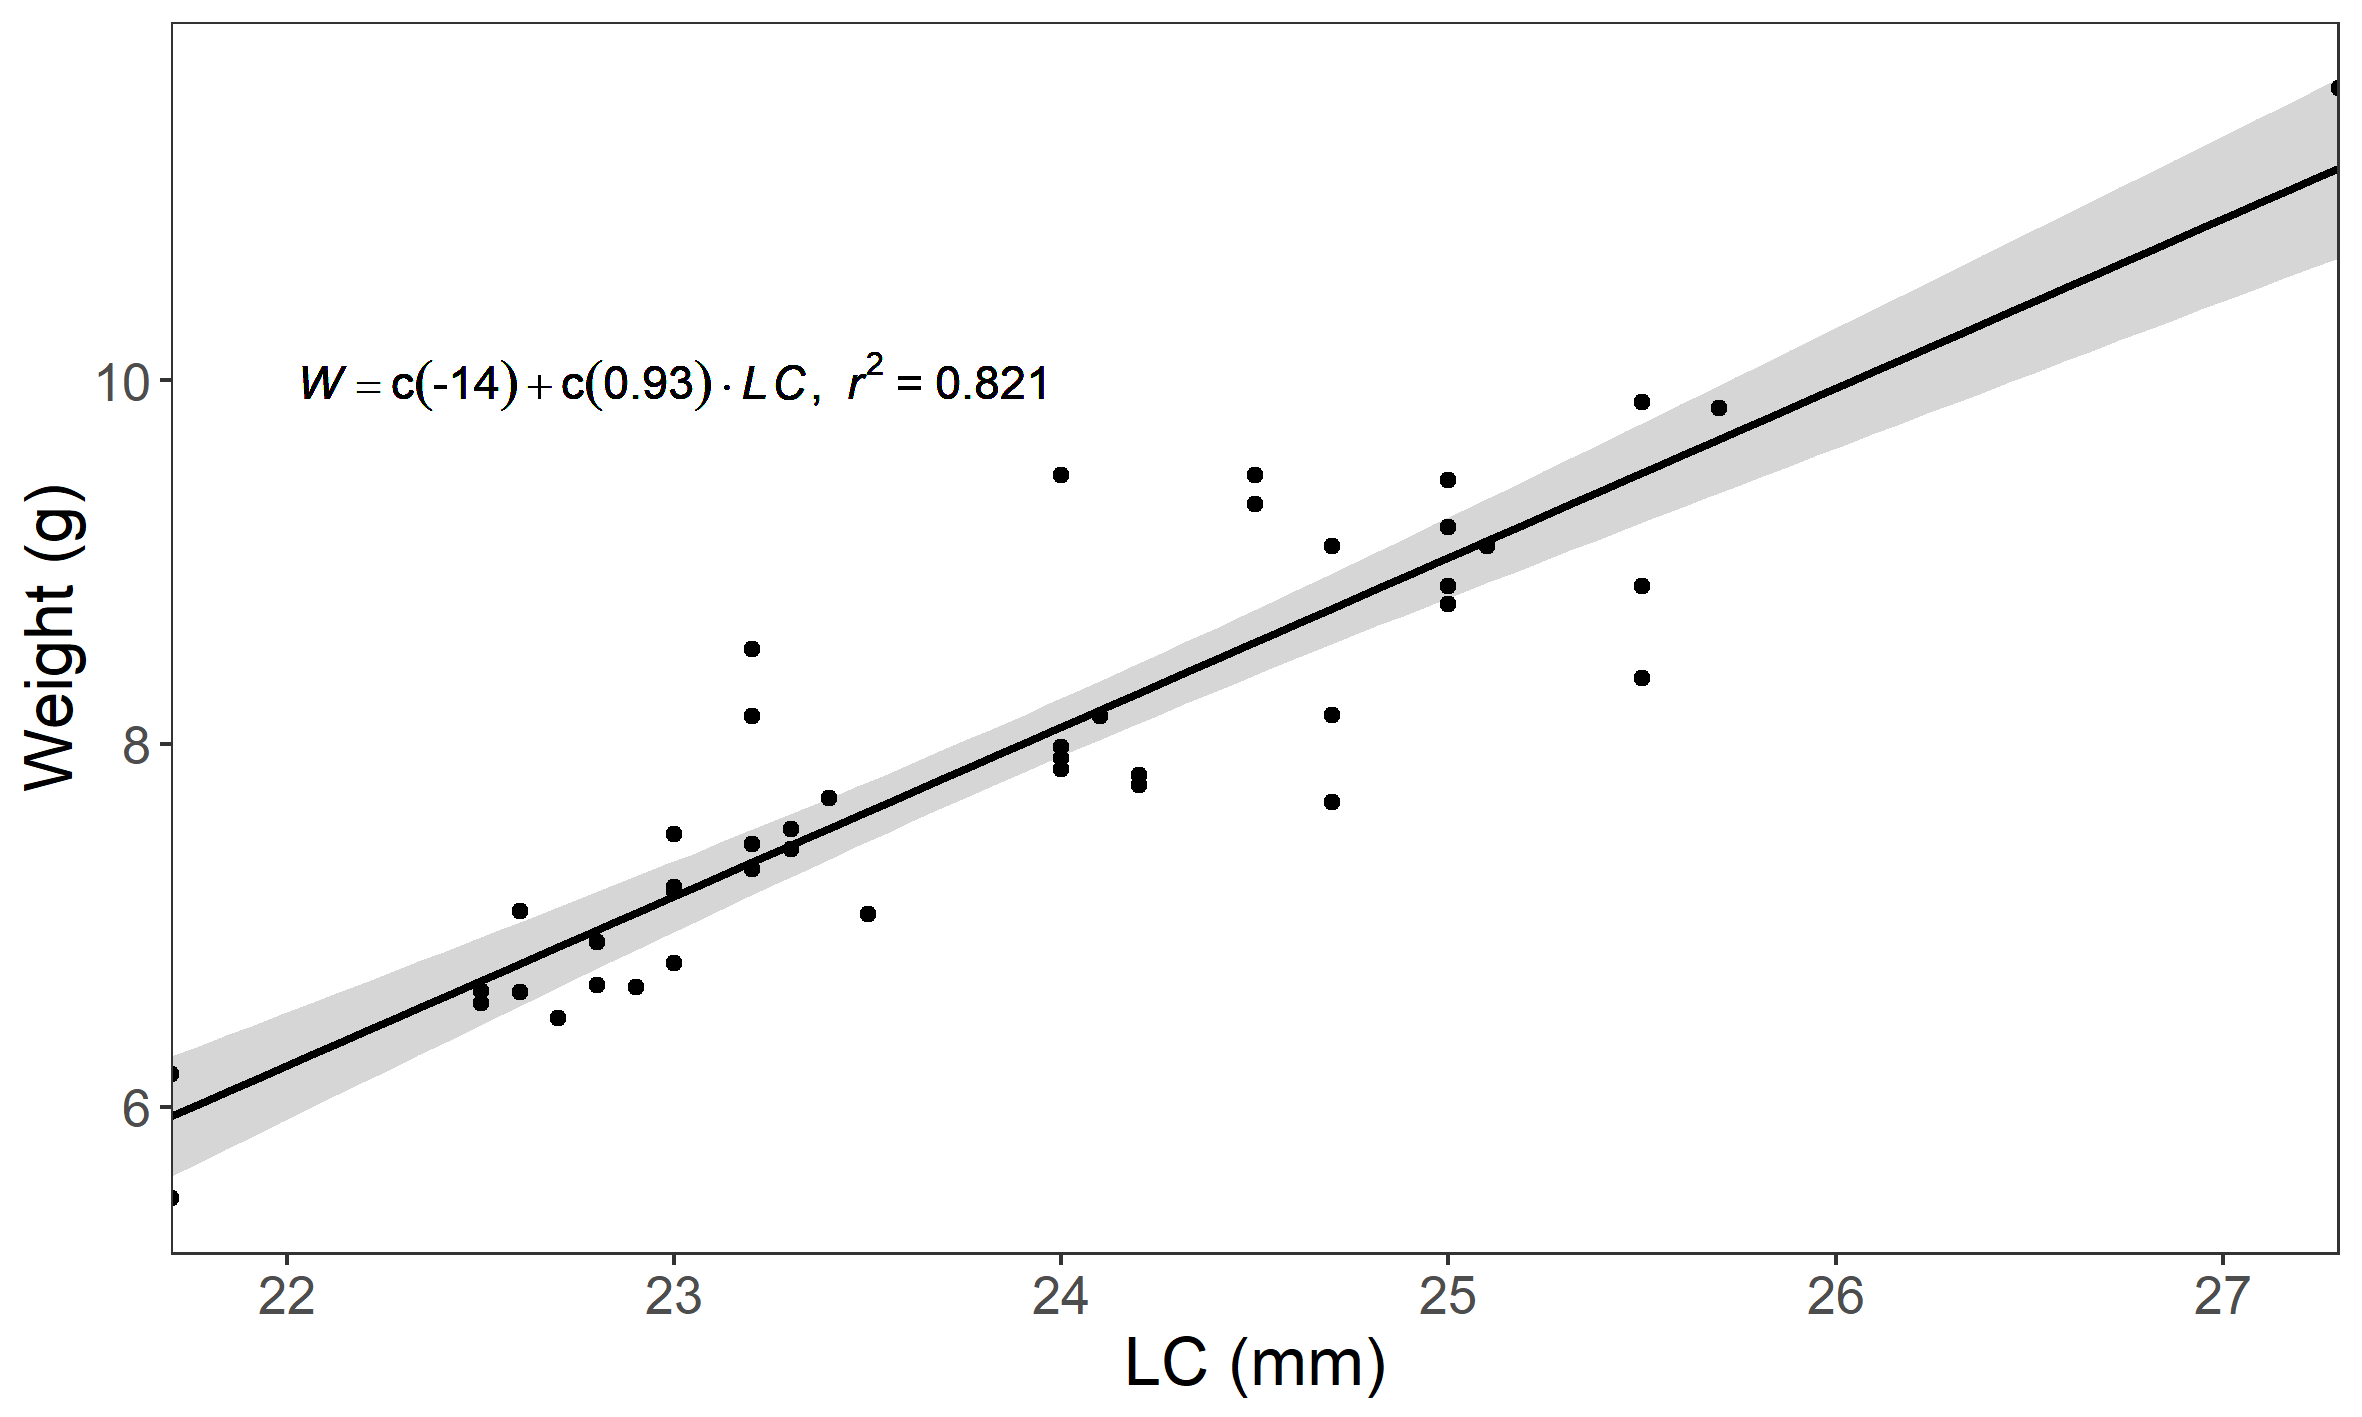 W = c(-14) + c(0.93) · LC, r² = 0.821
Weight (g)
10
8
6
22 23 24 25 26 27
LC (mm)